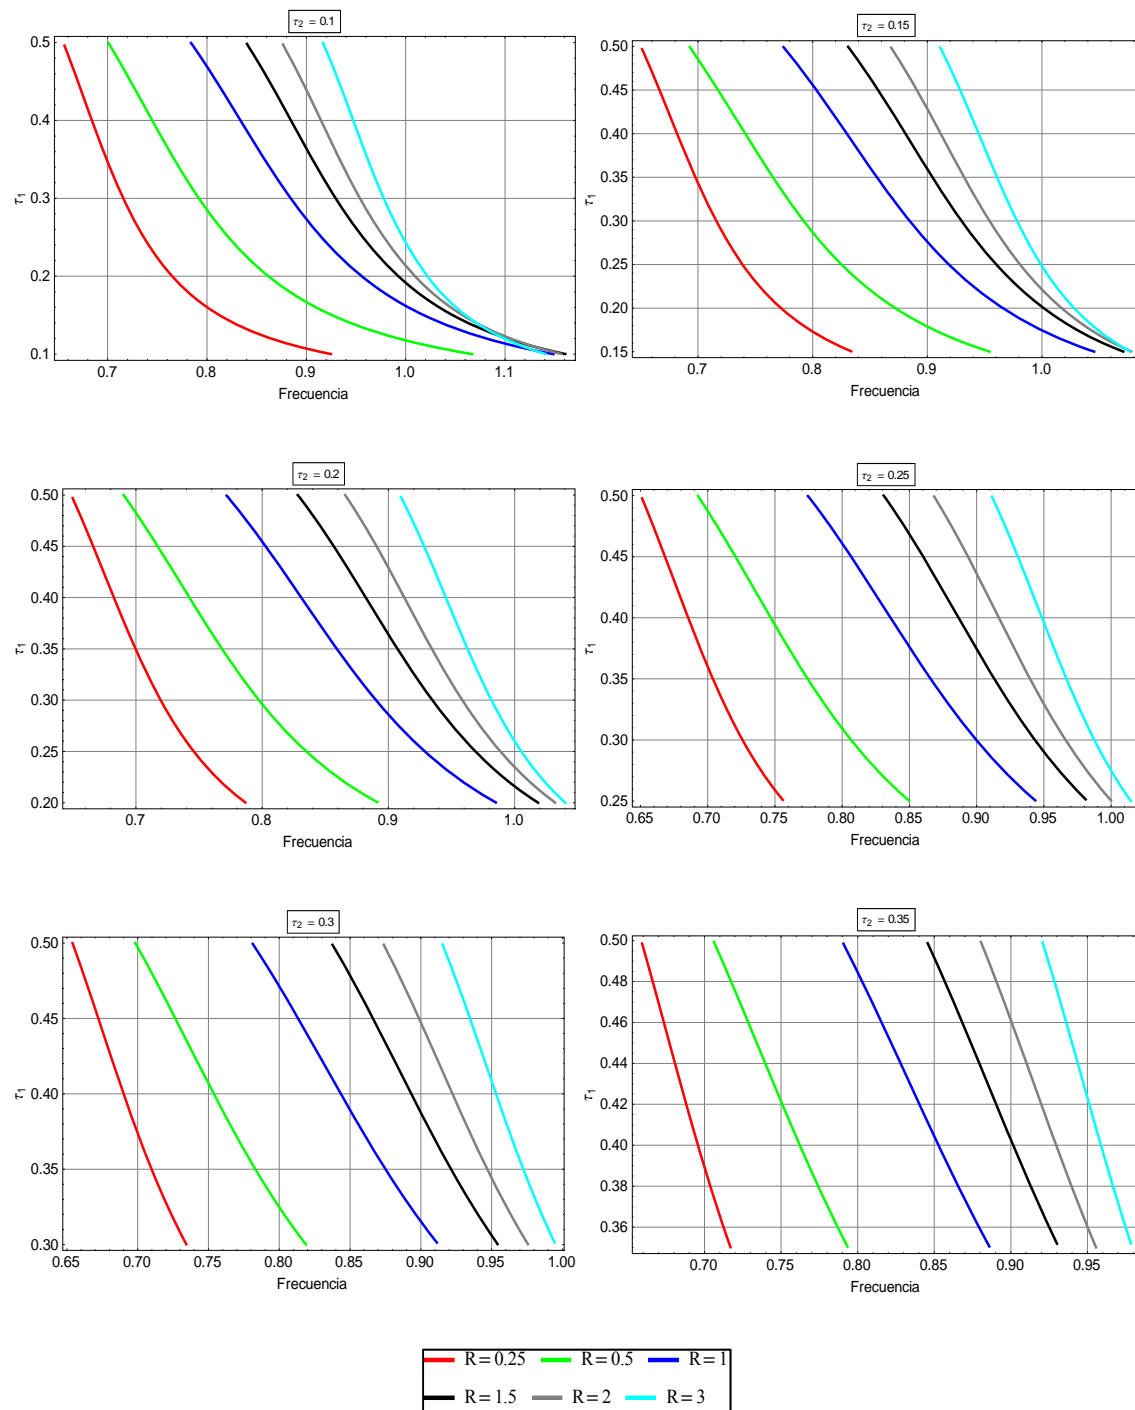 τ2 = 0.1
0.5
0.4
0.3
0.2
0.1
τ1
0.7 0.8 0.9 1.0 1.1
Frecuencia
τ2 = 0.15
0.50
0.45
0.40
0.35
0.30
0.25
0.20
0.15
τ1
0.7 0.8 0.9 1.0
Frecuencia
τ2 = 0.2
0.50
0.45
0.40
0.35
0.30
0.25
0.20
τ1
0.7 0.8 0.9 1.0
Frecuencia
τ2 = 0.25
0.50
0.45
0.40
0.35
0.30
0.25
τ1
0.65 0.70 0.75 0.80 0.85 0.90 0.95 1.00
Frecuencia
τ2 = 0.3
0.50
0.45
0.40
0.35
0.30
τ1
0.65 0.70 0.75 0.80 0.85 0.90 0.95 1.00
Frecuencia
τ2 = 0.35
0.50
0.48
0.46
0.44
0.42
0.40
0.38
0.36
τ1
0.70 0.75 0.80 0.85 0.90 0.95
Frecuencia
R = 0.25 R = 0.5 R = 1
R = 1.5 R = 2 R = 3